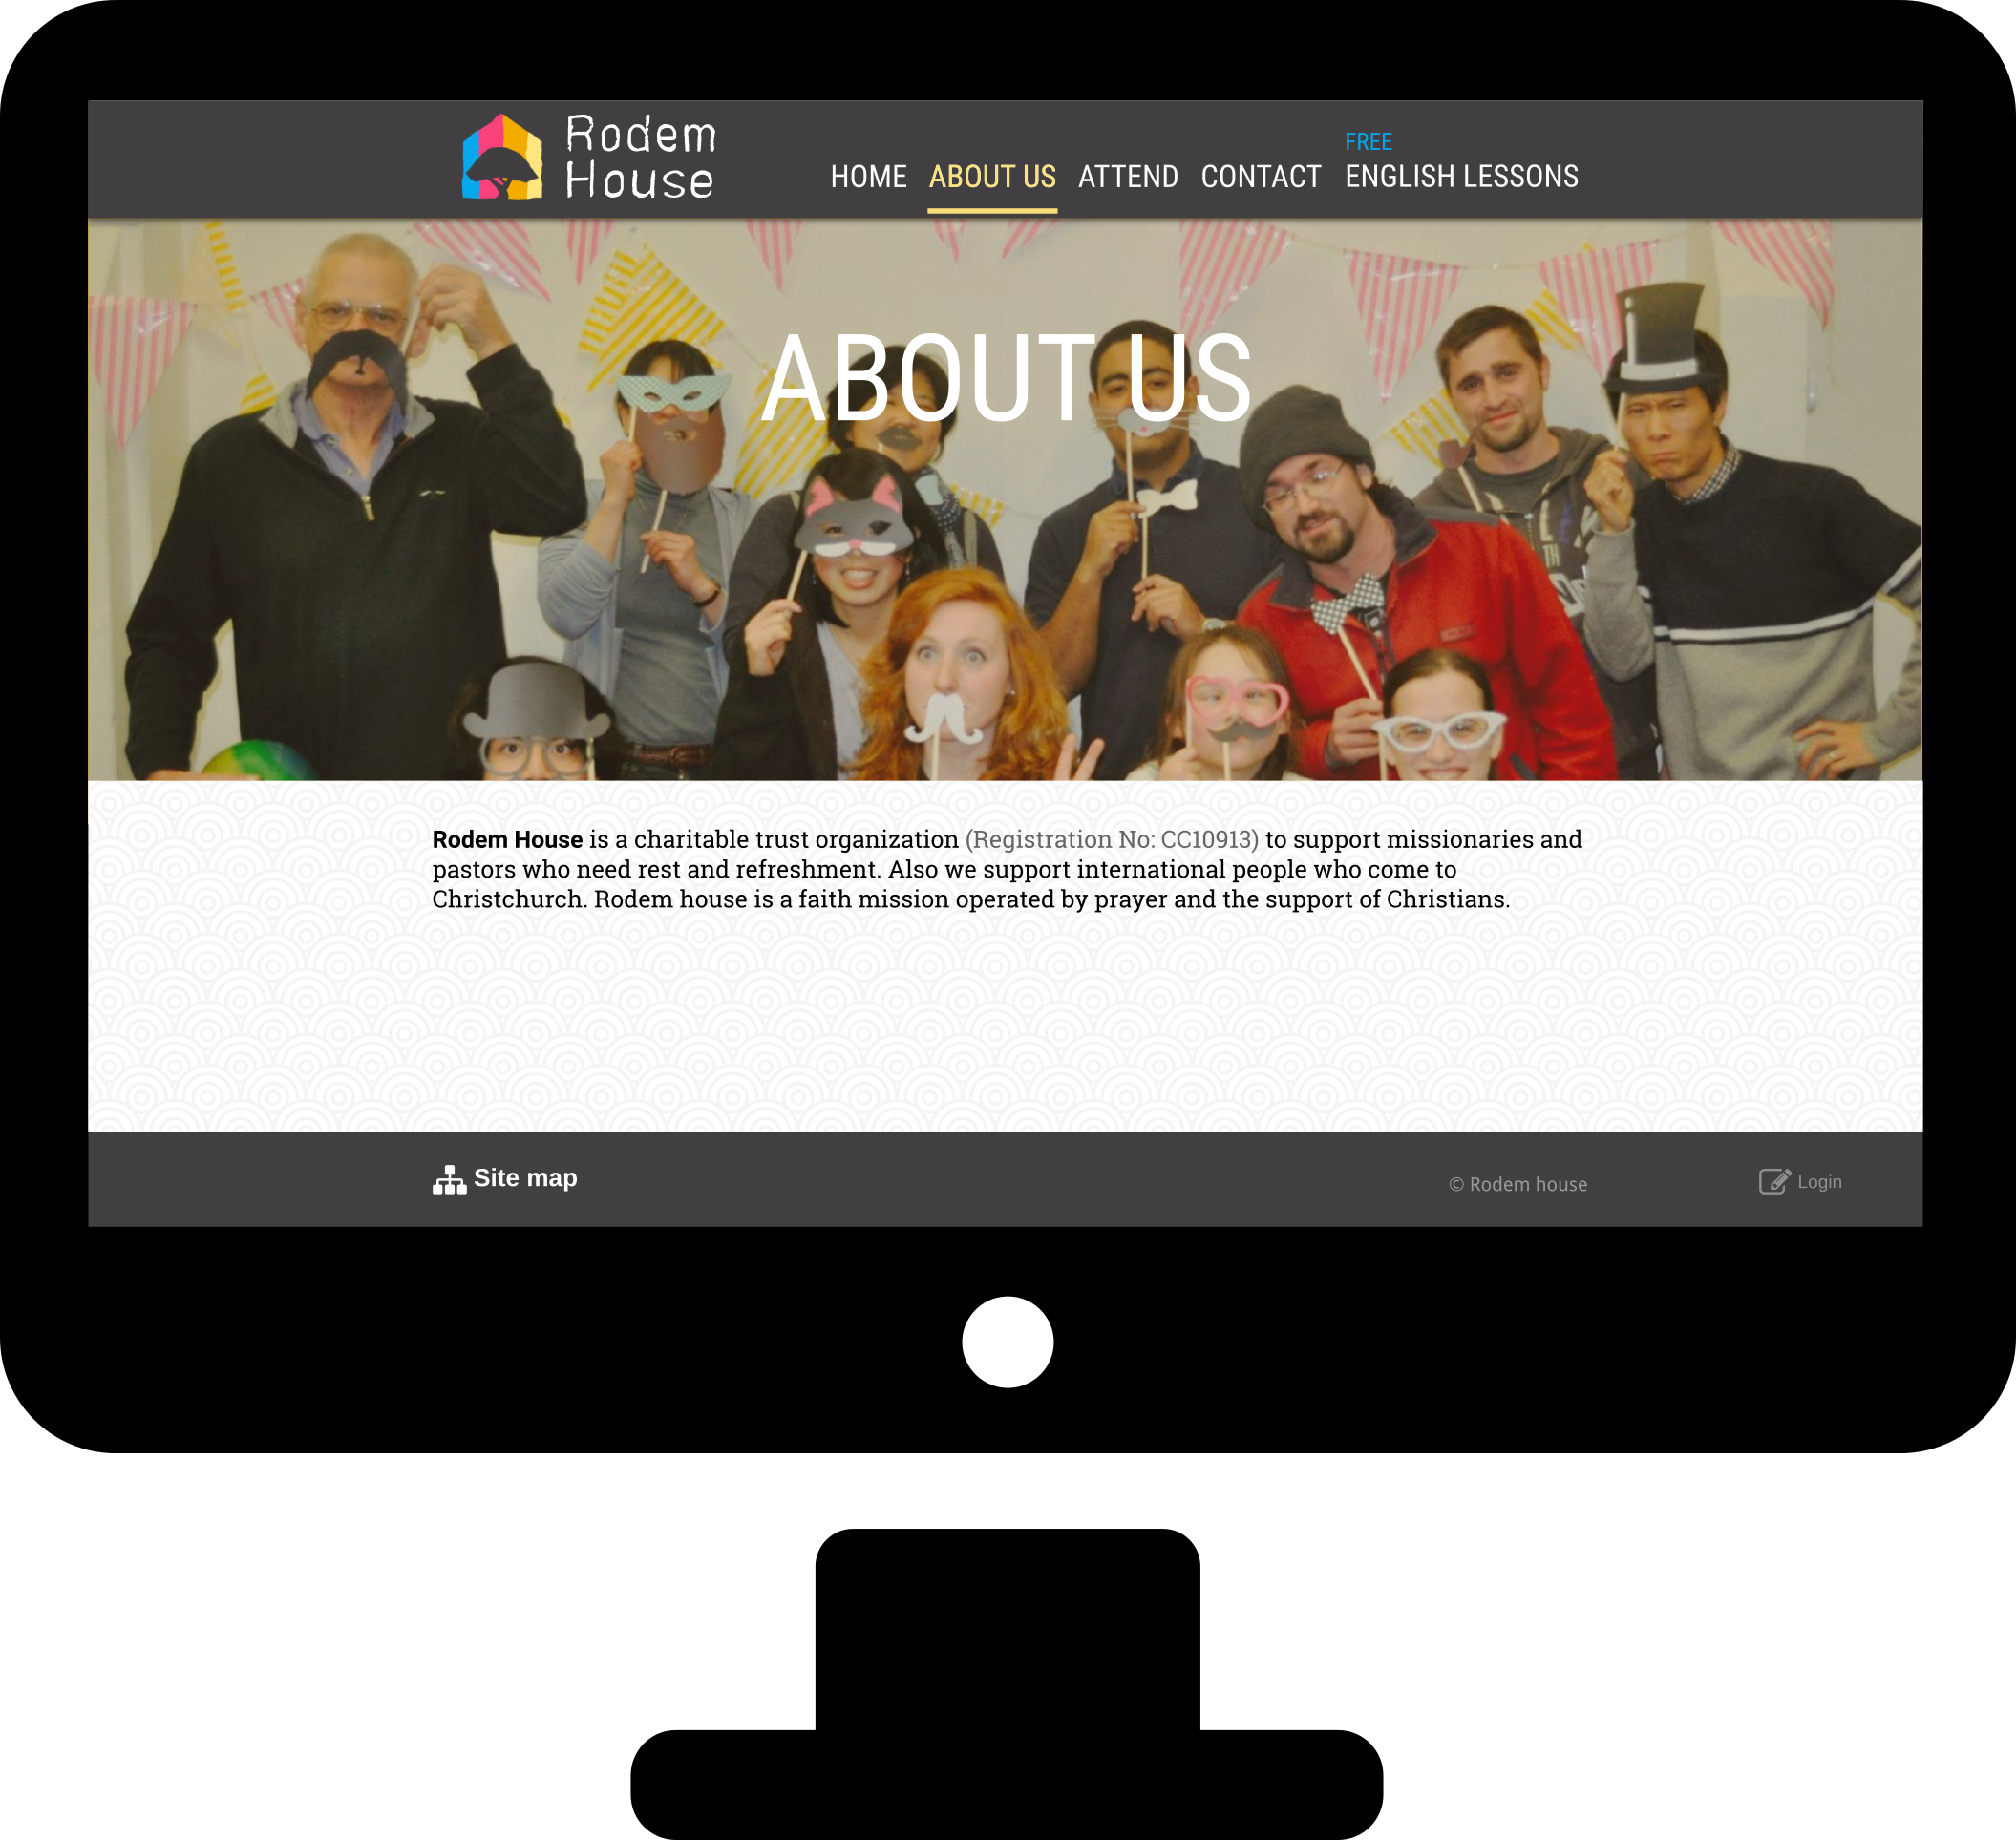 Rodem
House
FREE
HOME ABOUT US ATTEND CONTACT ENGLISH LESSONS
ABOUT US
Rodem House is a charitable trust organization (Registration No: CC10913) to support missionaries and
pastors who need rest and refreshment. Also we support international people who come to
Christchurch. Rodem house is a faith mission operated by prayer and the support of Christians.
Site map
© Rodem house
Login